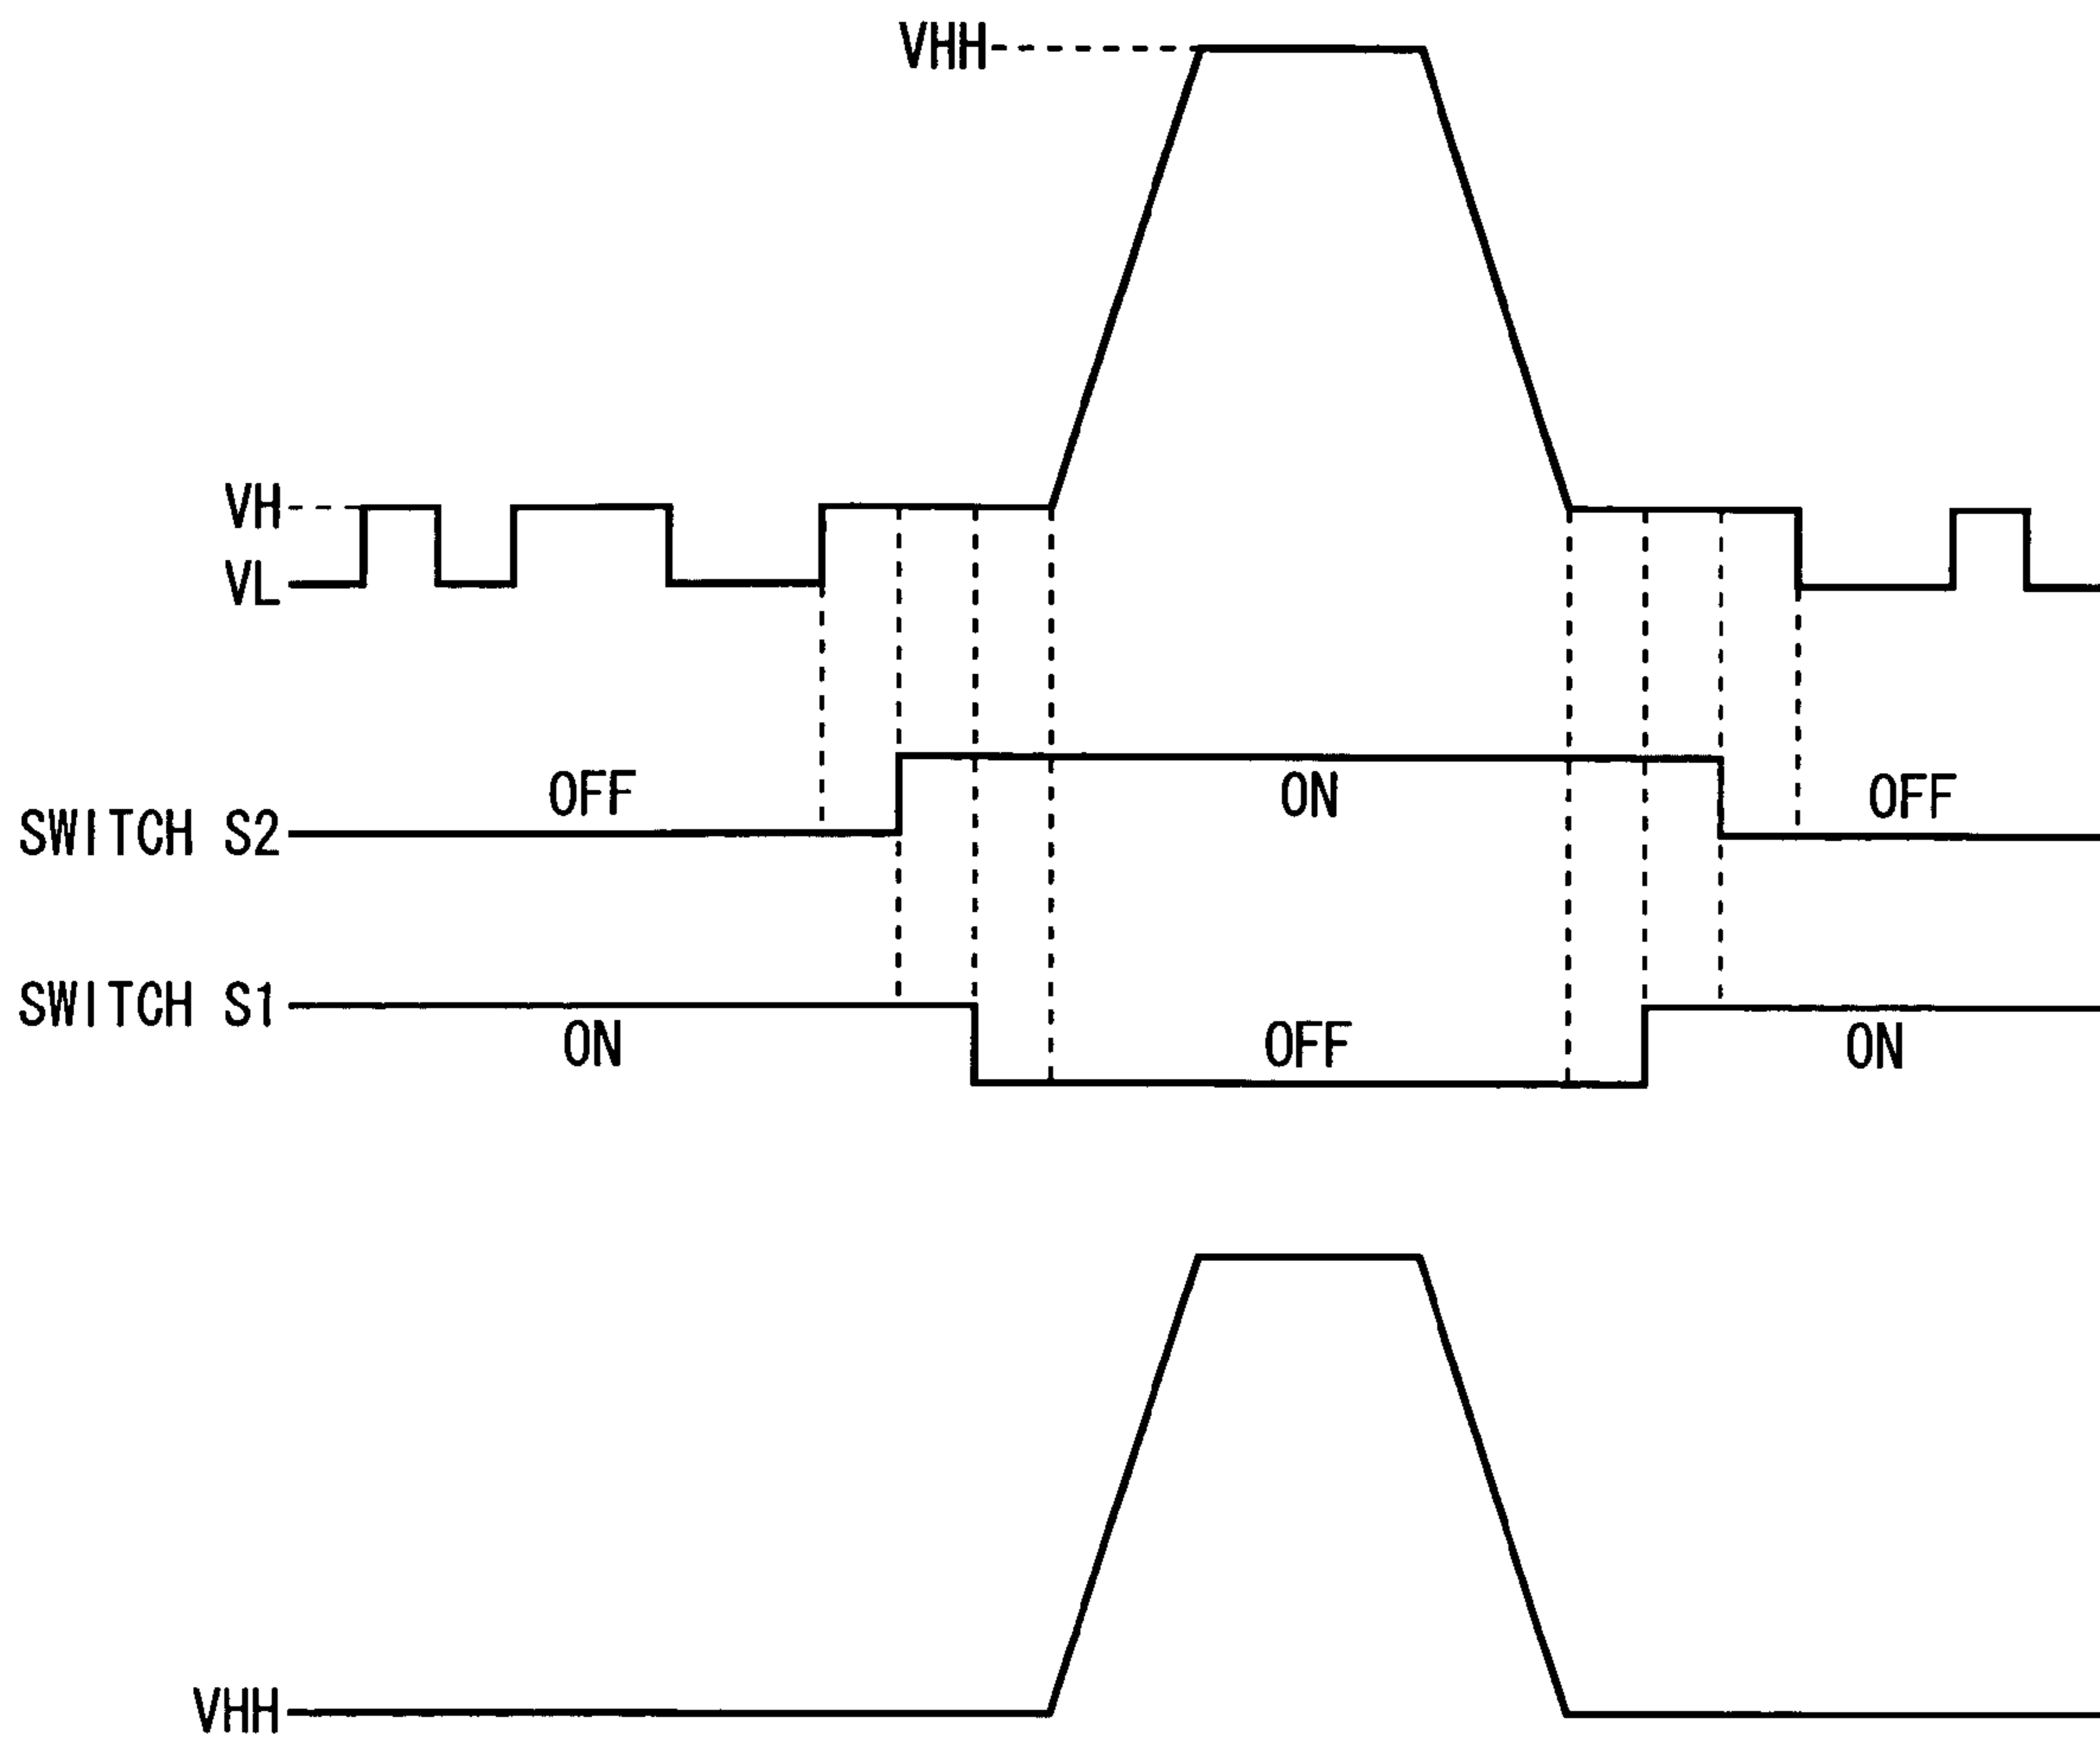 VHH
VH
VL
OFF ON OFF
SWITCH S2
SWITCH S1
ON OFF ON
VHH